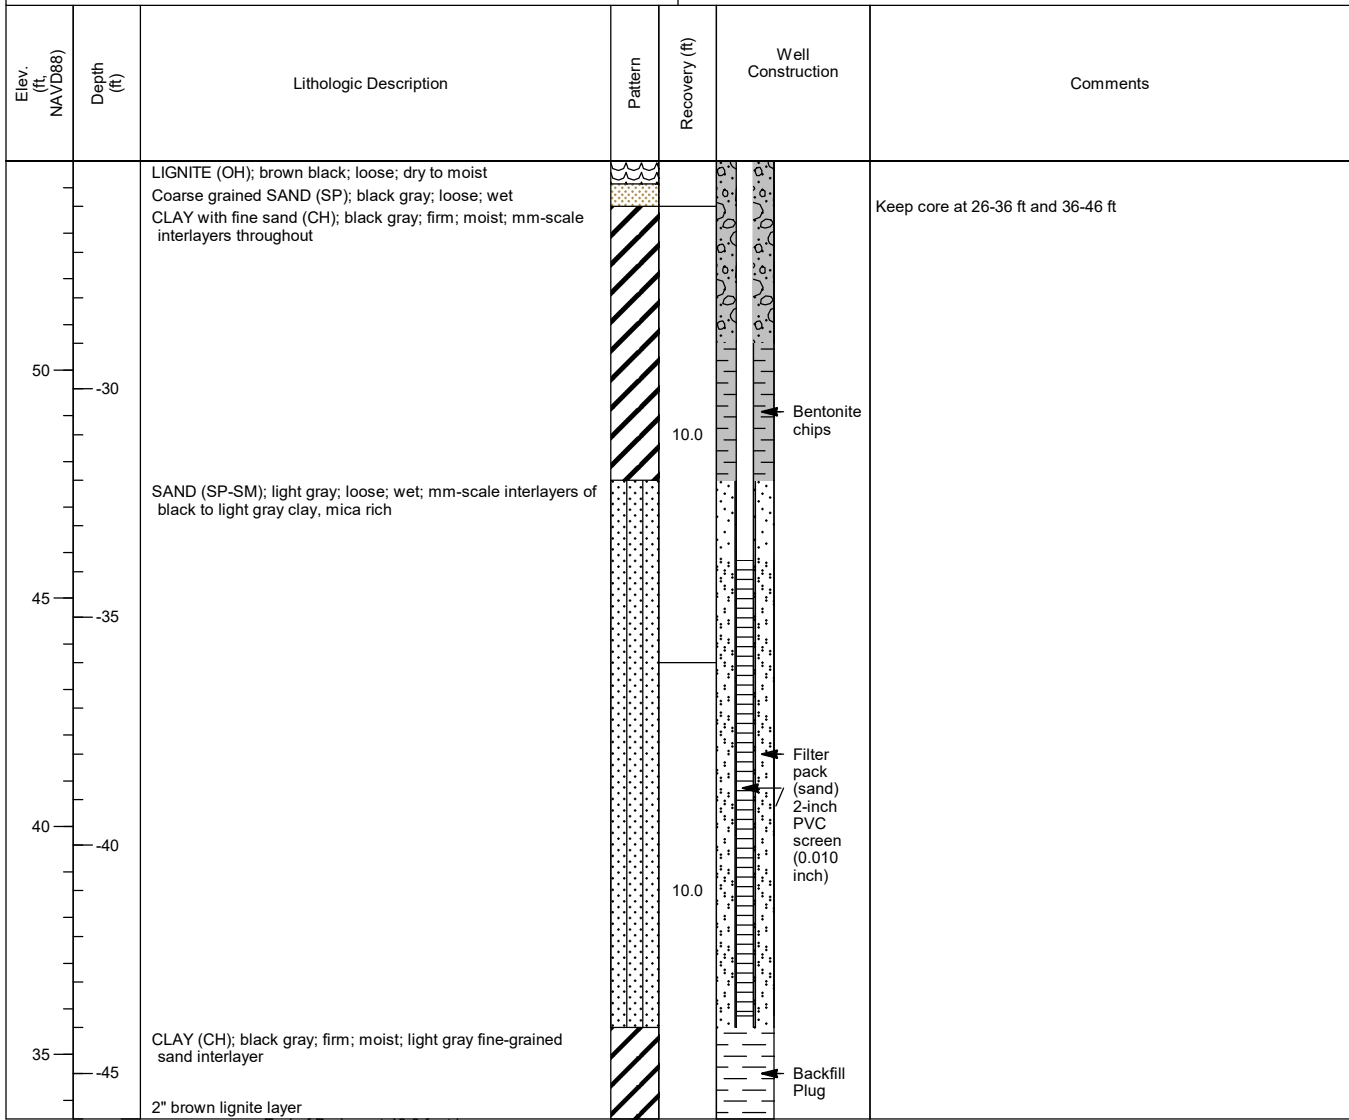 Elev.
(ft,
NAVD88)
Depth
(ft)
Lithologic Description
Pattern
Recovery (ft)
Well
Construction
Comments
LIGNITE (OH); brown black; loose; dry to moist
Coarse grained SAND (SP); black gray; loose; wet
CLAY with fine sand (CH); black gray; firm; moist; mm-scale
interlayers throughout
Keep core at 26-36 ft and 36-46 ft
50
-30
Bentonite
chips
10.0
SAND (SP-SM); light gray; loose; wet; mm-scale interlayers of
black to light gray clay, mica rich
45
-35
Filter
pack
(sand)
2-inch
PVC
screen
(0.010
inch)
40
-40
10.0
CLAY (CH); black gray; firm; moist; light gray fine-grained
sand interlayer
35
-45
Backfill
Plug
2" brown lignite layer